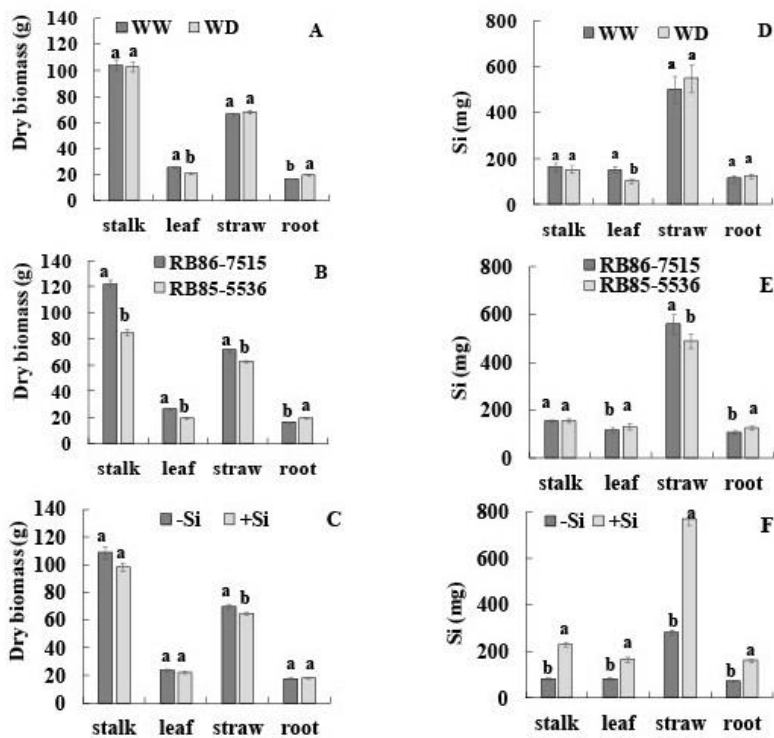 WW WD A
Dry biomass (g)
140
120
100
80
60
40
20
0
a a
a b
a a
b a
stalk leaf straw root
WW WD D
Si (mg)
800
600
400
200
0
a a
a b
a a
a a
stalk leaf straw root
RB86-7515
RB85-5536
B
Dry biomass (g)
140
120
100
80
60
40
20
0
a b
a b
a b
b a
stalk leaf straw root
RB86-7515
RB85-5536
E
Si (mg)
800
600
400
200
0
a a
b a
a b
b a
stalk leaf straw root
-Si +Si C
Dry biomass (g)
140
120
100
80
60
40
20
0
a a
a a
a b
a a
stalk leaf straw root
-Si +Si F
Si (mg)
800
600
400
200
0
b a
b a
b a
b a
stalk leaf straw root